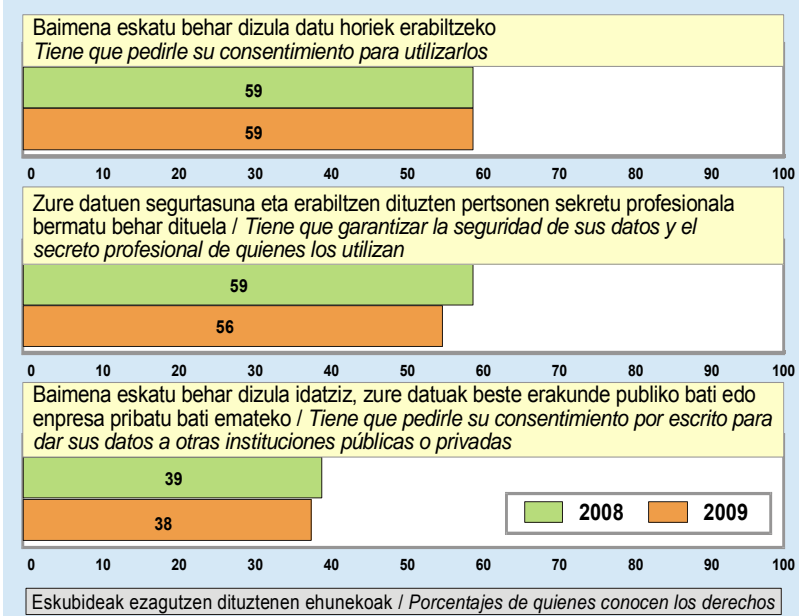 Baimena eskatu behar dizula datu horiek erabiltzeko
Tiene que pedirle su consentimiento para utilizarlos
59
59
0 10 20 30 40 50 60 70 80 90 100
Zure datuen segurtasuna eta erabiltzen dituzten pertsonen sekretu profesionala
bermatu behar dituela / Tiene que garantizar la seguridad de sus datos y el
secreto profesional de quienes los utilizan
59
56
0 10 20 30 40 50 60 70 80 90 100
Baimena eskatu behar dizula idatziz, zure datuak beste erakunde publiko bati edo
enpresa pribatu bati emateko / Tiene que pedirle su consentimiento por escrito para
dar sus datos a otras instituciones públicas o privadas
39
38
2008 2009
0 10 20 30 40 50 60 70 80 90 100
Eskubideak ezagutzen dituztenen ehunekoak / Porcentajes de quienes conocen los derechos